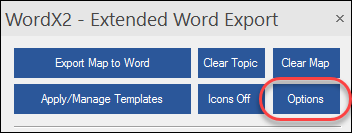 WordX2 - Extended Word Export
Export Map to Word Clear Topic Clear Map
Apply/Manage Templates Icons Off Options